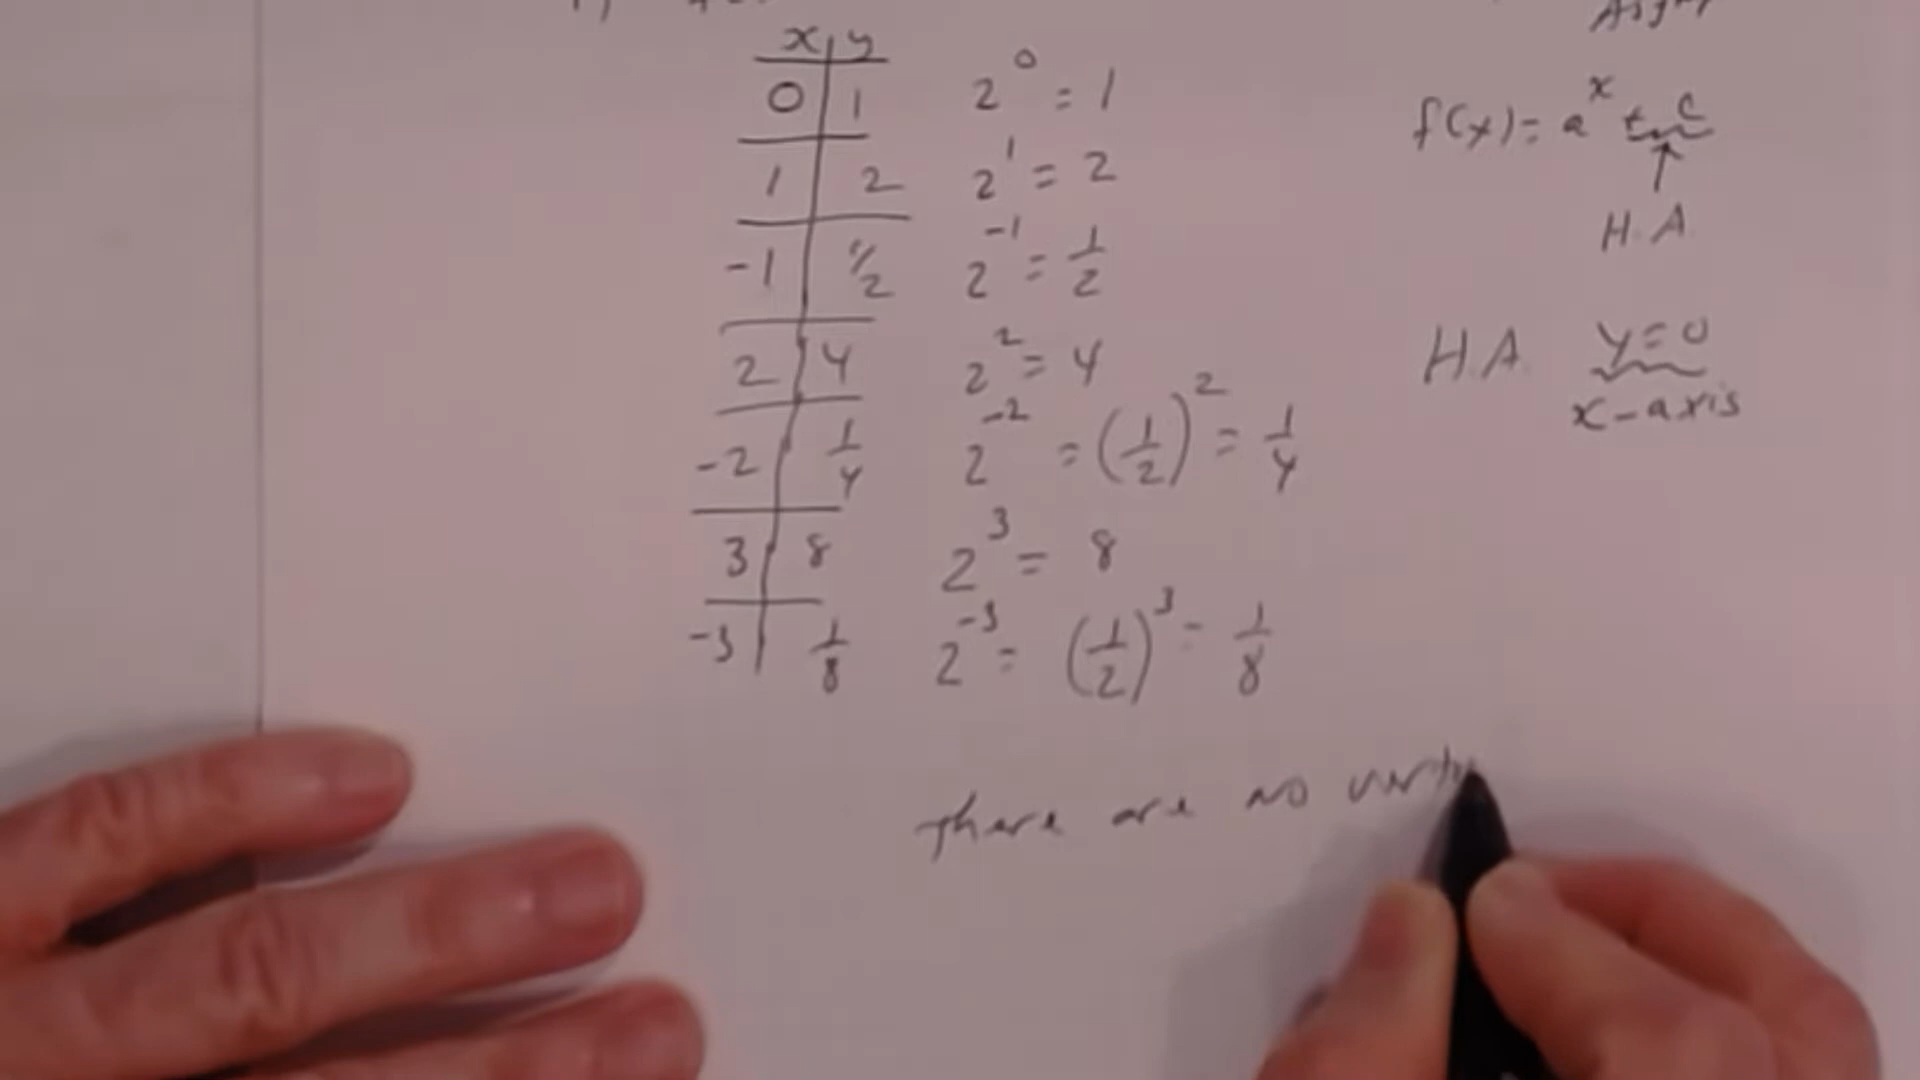 x y
0 1 2^0 = 1
f(x) = a^x ± c
1 2 2^1 = 2
H.A
-1 1/2 2^-1 = 1/2
2 4 2^2 = 4
H.A. y=0
x-axis
-2 1/4 2^-2 = (1/2)^2 = 1/4
3 8 2^3 = 8
-3 1/8 2^-3 = (1/2)^3 = 1/8
There are no